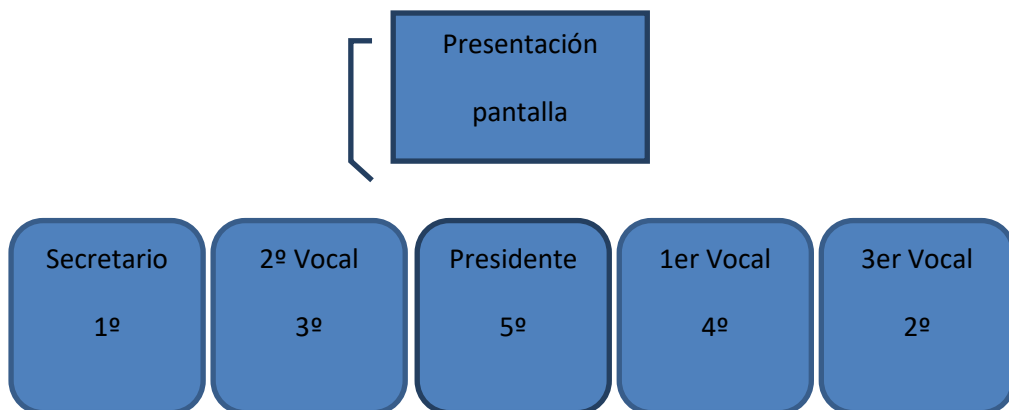 Presentación
pantalla
Secretario
1º
2º Vocal
3º
Presidente
5º
1er Vocal
4º
3er Vocal
2º